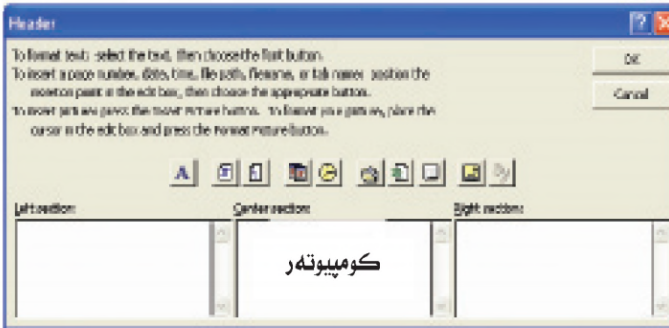 Header
To format text: select the text, then choose the font button.
To insert a page number, date, time, file path, filename, or tab name: position the
insertion point in the edit box, then choose the appropriate button.
To insert picture: press the Insert Picture button. To format your picture, place the
cursor in the edit box and press the Format Picture button.
OK
Cancel
A
Left section:
Center section:
Right section:
كومپيوتەر